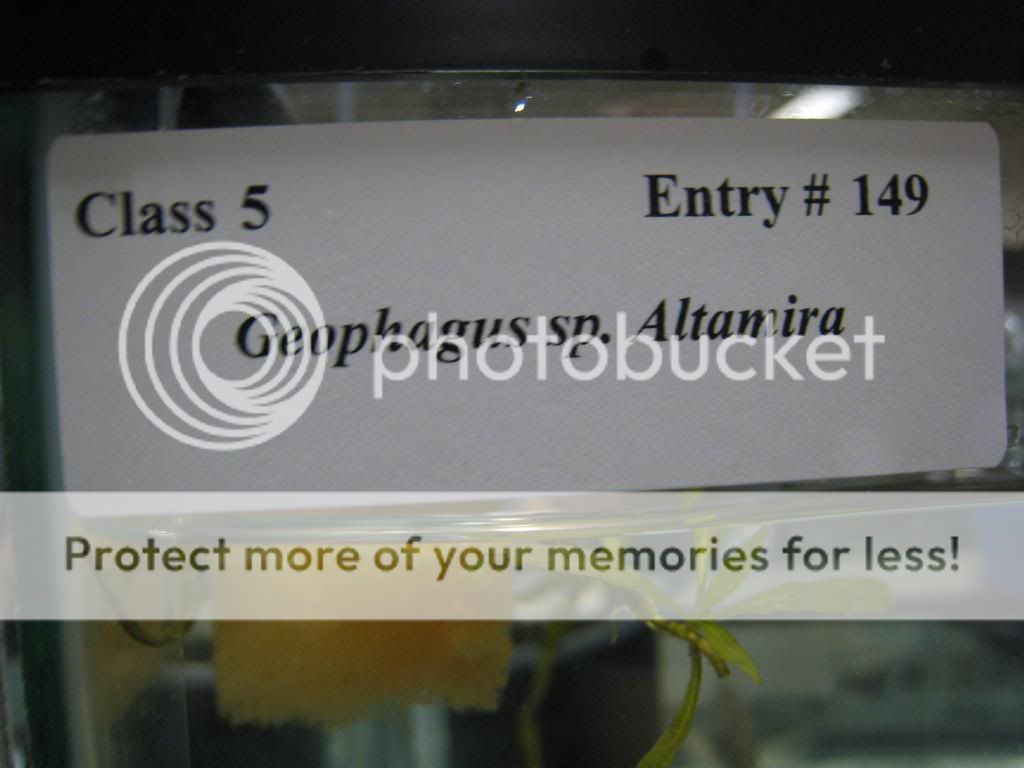 Class 5 Entry # 149
Geophagus sp. Altamira
photobucket
Protect more of your memories for less!